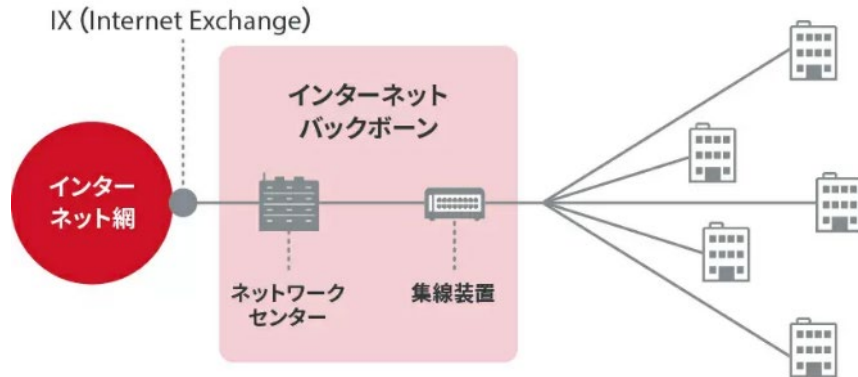 IX (Internet Exchange)
インターネット
バックボーン
インター
ネット網
ネットワーク
センター
集線装置